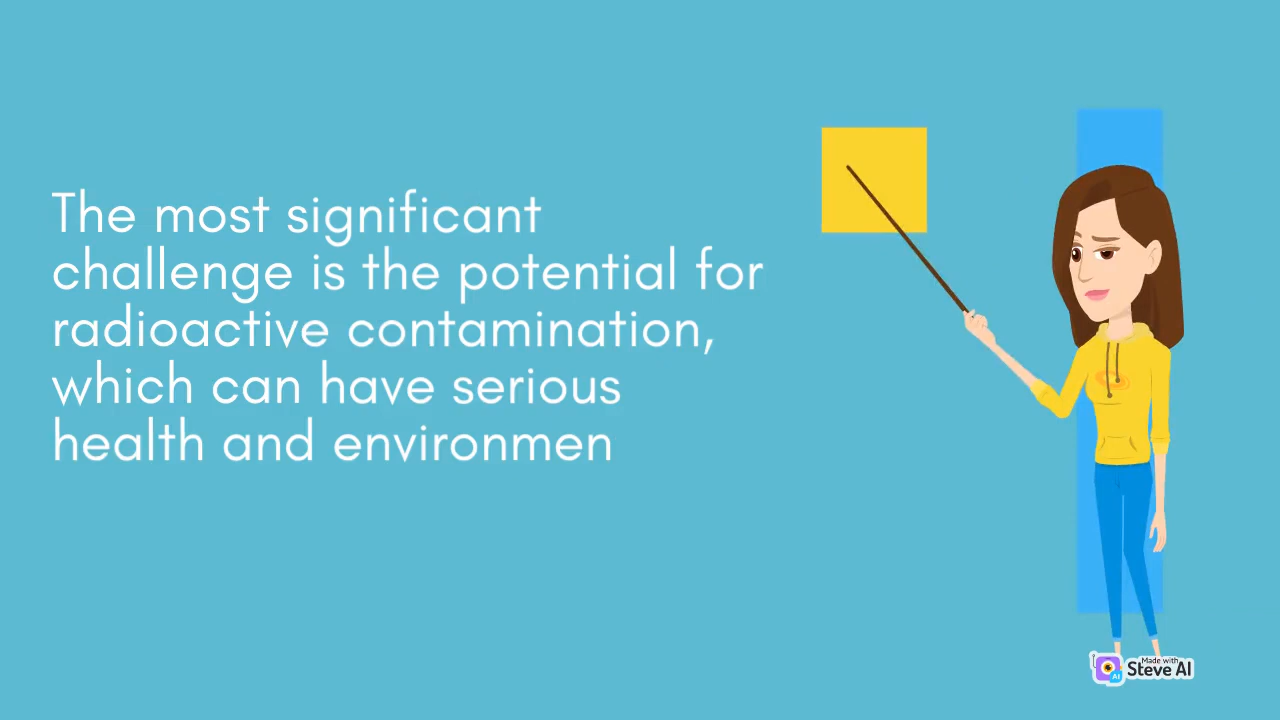 The most significant
challenge is the potential for
radioactive contamination,
which can have serious
health and environmen
Made with
Steve AI
AI